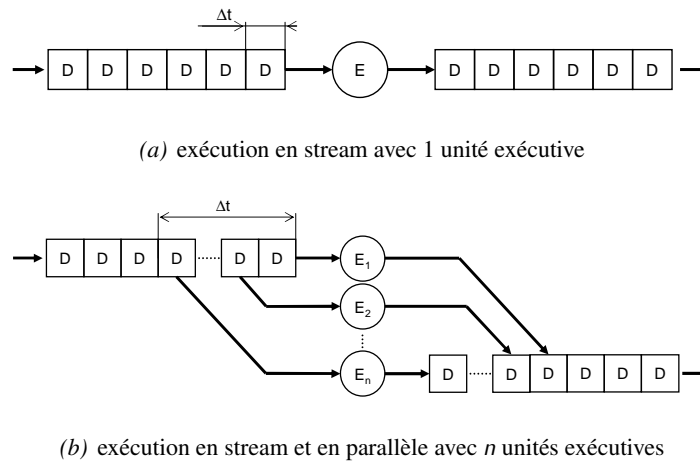 Δt
D D D D D D E D D D D D D
(a) exécution en stream avec 1 unité exécutive
Δt
D D D D D D E1
E2
En D D D D D D
(b) exécution en stream et en parallèle avec n unités exécutives